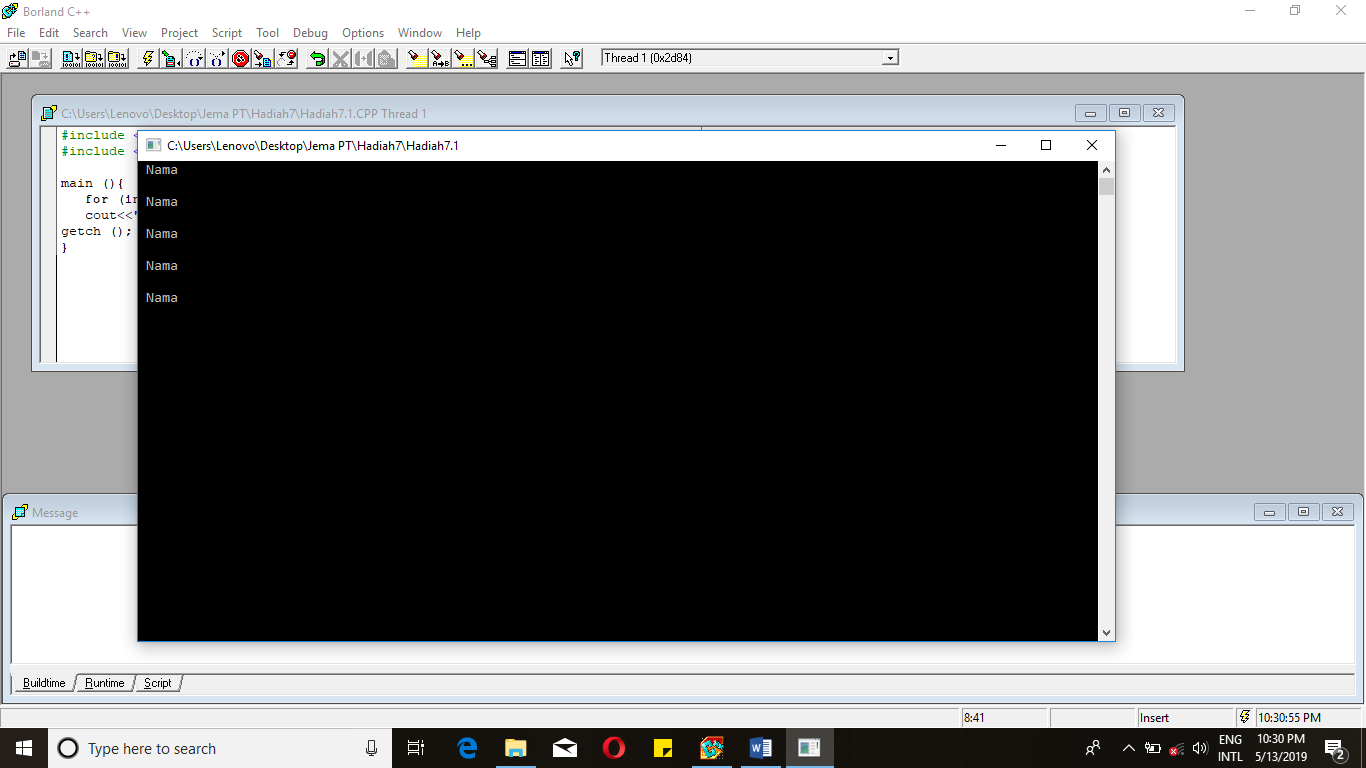 Borland C++
File Edit Search View Project Script Tool Debug Options Window Help
Thread 1 (0x2d84)
C:\Users\Lenovo\Desktop\Jema PT\Hadiah7\Hadiah7.1.CPP Thread 1
#include <
#include <
main (){
for (in
cout<<"
getch ();
}
C:\Users\Lenovo\Desktop\Jema PT\Hadiah7\Hadiah7.1
Nama
Nama
Nama
Nama
Nama
Message
Buildtime Runtime Script
8:41 Insert 10:30:55 PM
Type here to search
ENG 10:30 PM
INTL 5/13/2019
2